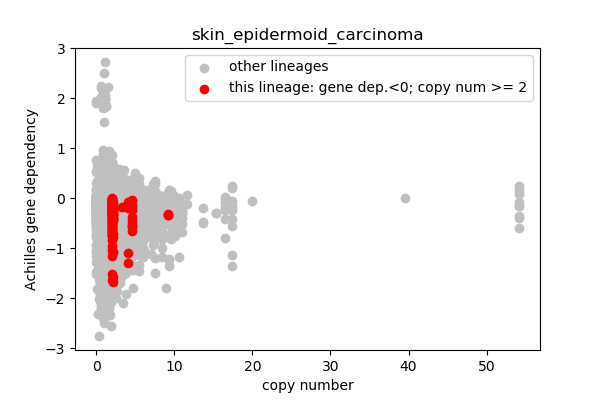 skin_epidermoid_carcinoma
other lineages
this lineage: gene dep.<0; copy num >= 2
Achilles gene dependency
3
2
1
0
−1
−2
−3
0
10
20
30
40
50
copy number